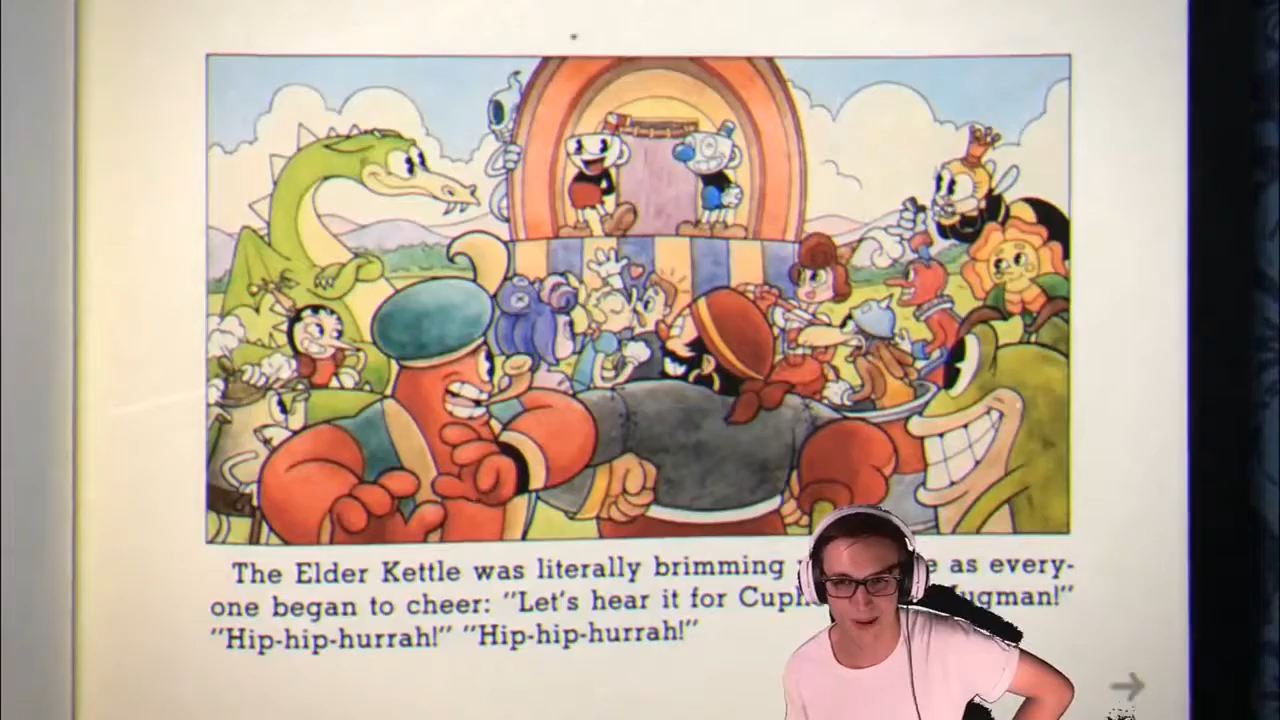 The Elder Kettle was literally brimming as every-
one began to cheer: "Let's hear it for
"Hip-hip-hurrah!" "Hip-hip-hurrah!"